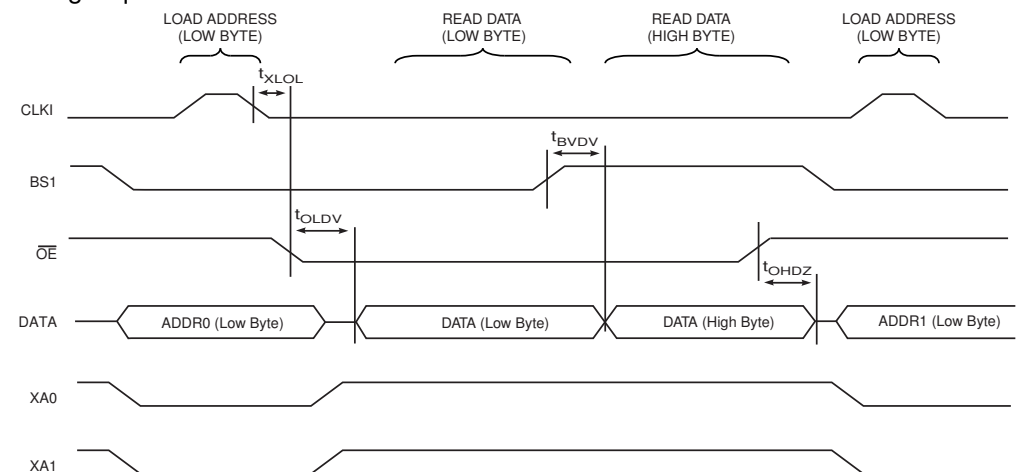 LOAD ADDRESS
(LOW BYTE)
READ DATA
(LOW BYTE)
READ DATA
(HIGH BYTE)
LOAD ADDRESS
(LOW BYTE)
tXLOL
CLKI
tBVDV
BS1
tOLDV
OE
tOHDZ
DATA
ADDR0 (Low Byte)
DATA (Low Byte)
DATA (High Byte)
ADDR1 (Low Byte)
XA0
XA1